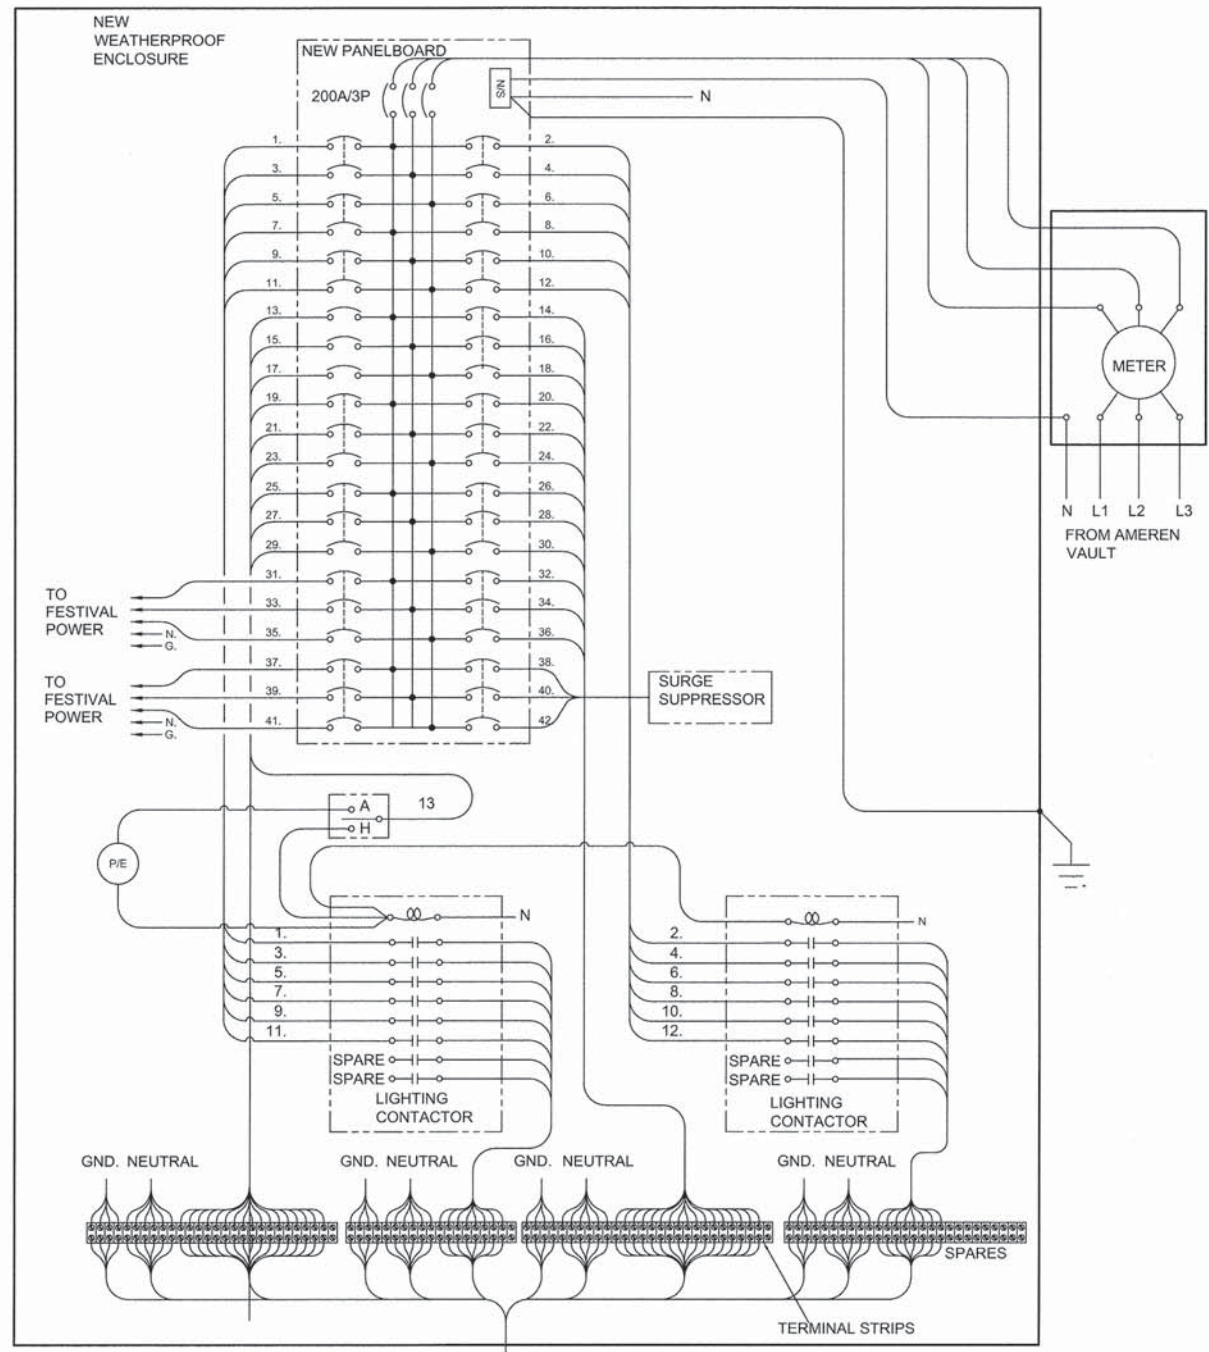 NEW
WEATHERPROOF
ENCLOSURE
NEW PANELBOARD
200A/3P
N/S
N
1. 2.
3. 4.
5. 6.
7. 8.
9. 10.
11. 12.
13. 14.
15. 16.
17. 18.
19. 20.
21. 22.
23. 24.
25. 26.
27. 28.
29. 30.
31. 32.
33. 34.
35. 36.
37. 38.
39. 40.
41. 42.
METER
N L1 L2 L3
FROM AMEREN
VAULT
TO
FESTIVAL
POWER
N.
G.
TO
FESTIVAL
POWER
N.
G.
SURGE
SUPPRESSOR
A
H
13
P/E
N
1.
3.
5.
7.
9.
11.
SPARE
SPARE
LIGHTING
CONTACTOR
N
2.
4.
6.
8.
10.
12.
SPARE
SPARE
LIGHTING
CONTACTOR
GND. NEUTRAL
GND. NEUTRAL
GND. NEUTRAL
GND. NEUTRAL
SPARES
TERMINAL STRIPS